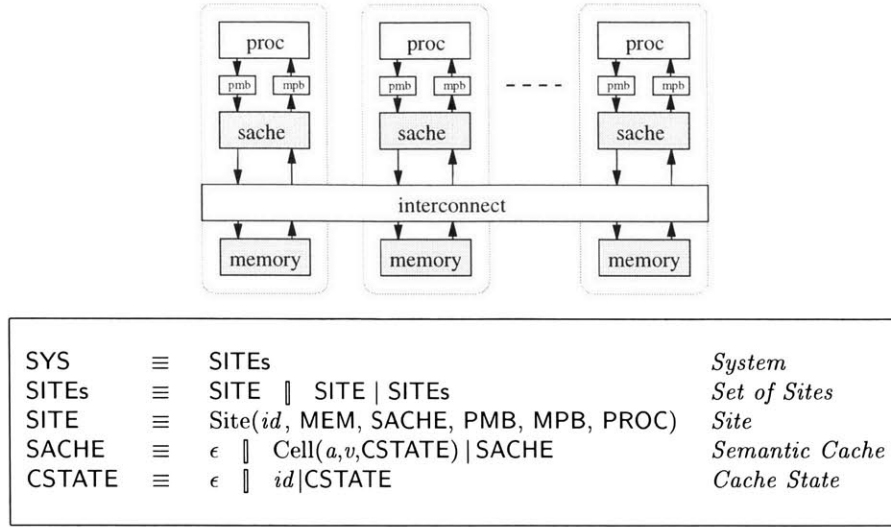 proc proc proc
pmb mpb pmb mpb pmb mpb
sache sache sache
interconnect
memory memory memory
SYS ≡ SITEs System
SITEs ≡ SITE ▯ SITE | SITEs Set of Sites
SITE ≡ Site(id, MEM, SACHE, PMB, MPB, PROC) Site
SACHE ≡ ϵ ▯ Cell(a,v,CSTATE) | SACHE Semantic Cache
CSTATE ≡ ϵ ▯ id|CSTATE Cache State